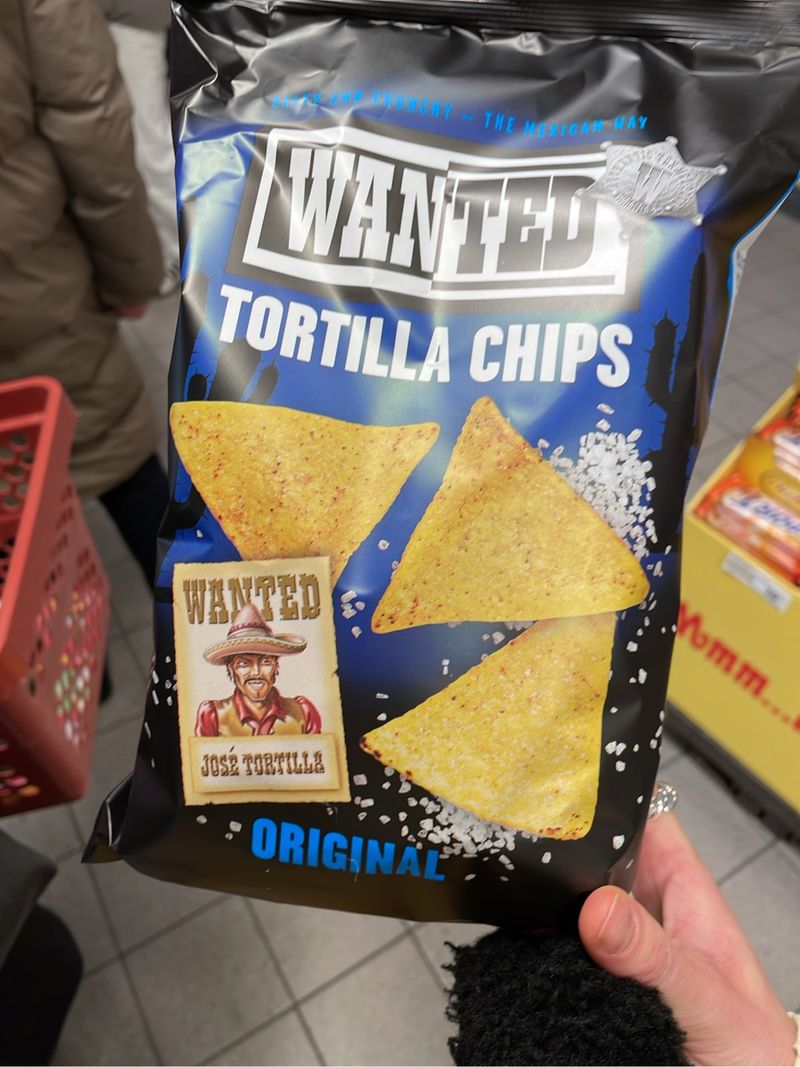 SALTY AND CRUNCHY – THE MEXICAN WAY
WANTED
W
TORTILLA CHIPS
WANTED
JOSÉ TORTILLA
ORIGINAL